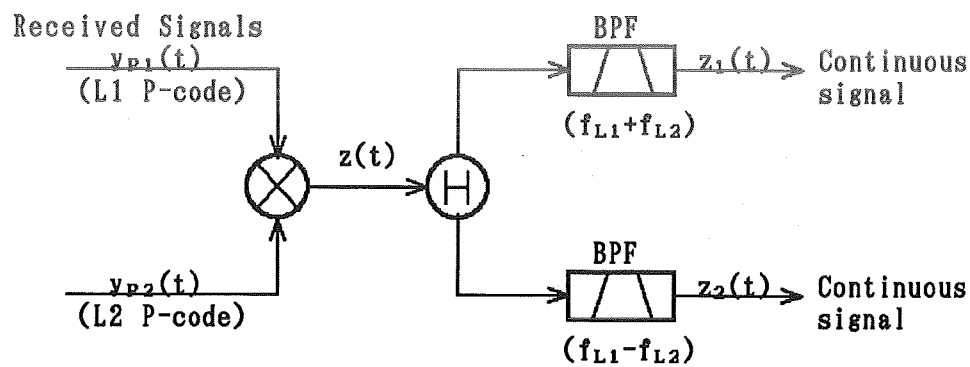 Received Signals
yP1(t)
(L1 P-code)
BPF
z1(t)
Continuous
signal
(fL1+fL2)
z(t)
H
yP2(t)
(L2 P-code)
BPF
z2(t)
Continuous
signal
(fL1-fL2)